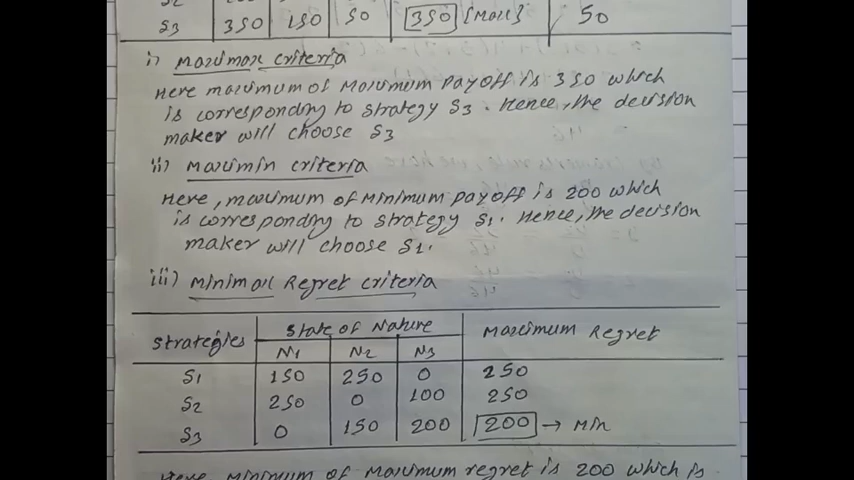 S3 350 150 50 350 [Max] 50
i) Maximax criteria
Here maximum of Maximum payoff is 350 which
is corresponding to strategy S3. Hence, the decision
maker will choose S3
ii) Maximin criteria
Here, maximum of Minimum payoff is 200 which
is corresponding to strategy S1. Hence, the decision
maker will choose S1.
iii) Minimax Regret criteria
Strategies State of Nature Maximum Regret
N1 N2 N3
S1 150 250 0 250
S2 250 0 100 250
S3 0 150 200 200 → Min
Here, minimum of Maximum regret is 200 which is